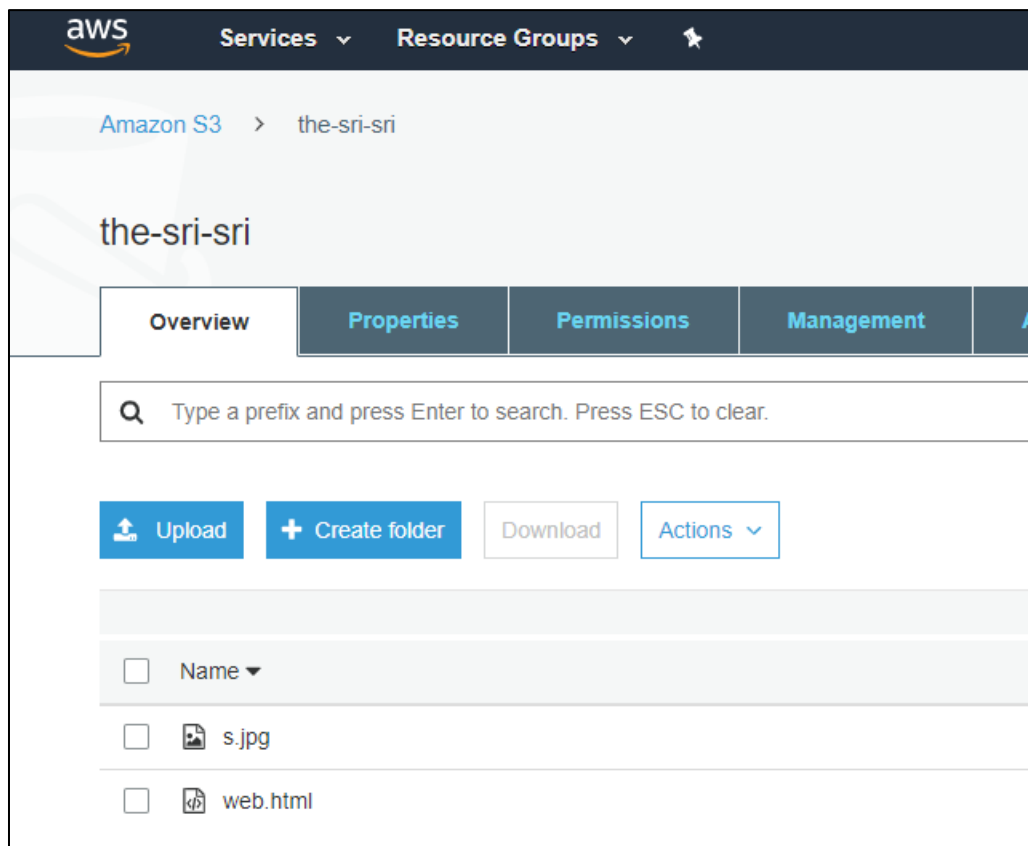 aws Services Resource Groups
Amazon S3 > the-sri-sri
the-sri-sri
Overview Properties Permissions Management A
Type a prefix and press Enter to search. Press ESC to clear.
Upload Create folder Download Actions
Name
s.jpg
web.html